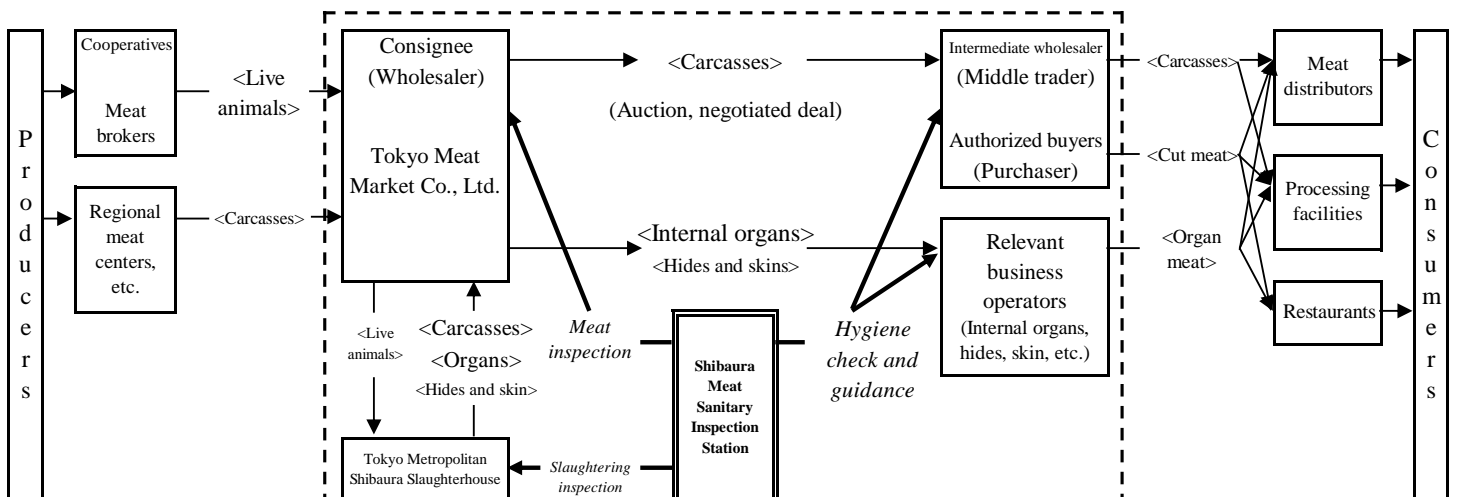 Producers
Cooperatives
Meat
brokers
Regional
meat
centers,
etc.
<Live
animals>
<Carcasses>
Consignee
(Wholesaler)
Tokyo Meat
Market Co., Ltd.
<Carcasses>
(Auction, negotiated deal)
<Internal organs>
<Hides and skins>
<Live
animals>
<Carcasses>
<Organs>
<Hides and skin>
Meat
inspection
Tokyo Metropolitan
Shibaura Slaughterhouse
Slaughtering
inspection
Shibaura
Meat
Sanitary
Inspection
Station
Hygiene
check and
guidance
Intermediate wholesaler
(Middle trader)
Authorized buyers
(Purchaser)
Relevant
business
operators
(Internal organs,
hides, skin, etc.)
<Carcasses>
<Cut meat>
<Organ
meat>
Meat
distributors
Processing
facilities
Restaurants
Consumers